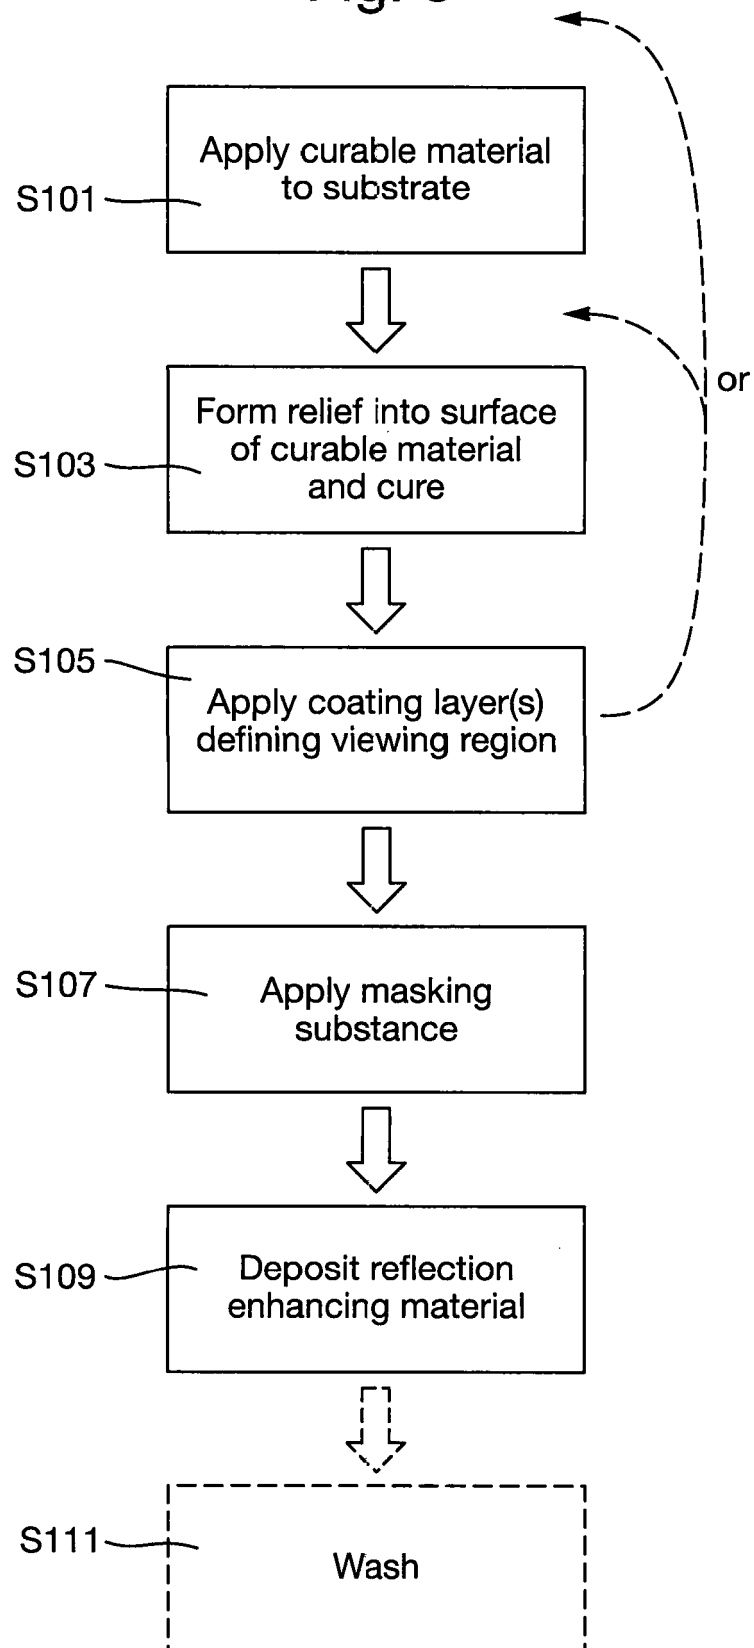 Apply curable material
to substrate
S101
Form relief into surface
of curable material
and cure
S103
or
S105
Apply coating layer(s)
defining viewing region
S107
Apply masking
substance
S109
Deposit reflection
enhancing material
S111
Wash